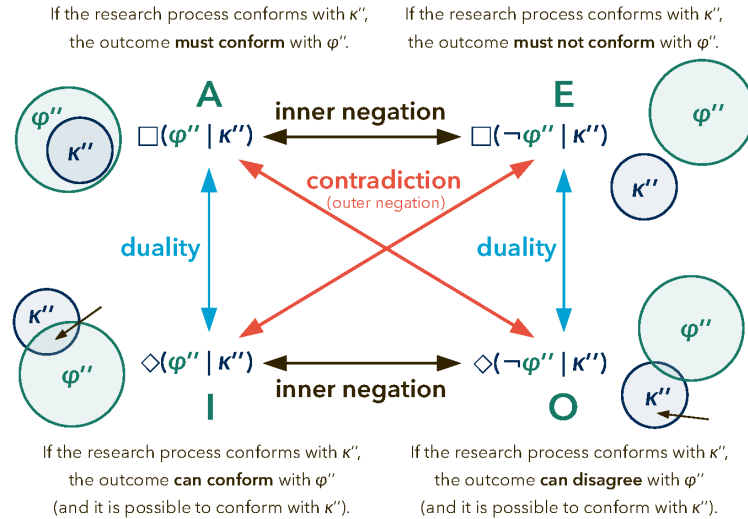 If the research process conforms with κ′′,
the outcome must conform with φ′′.
If the research process conforms with κ′′,
the outcome must not conform with φ′′.
A
inner negation
E
φ′′
κ′′
□(φ′′ | κ′′)
□(¬φ′′ | κ′′)
φ′′
κ′′
contradiction
(outer negation)
duality
duality
κ′′
φ′′
◇(φ′′ | κ′′)
◇(¬φ′′ | κ′′)
φ′′
κ′′
inner negation
I
O
If the research process conforms with κ′′,
the outcome can conform with φ′′
(and it is possible to conform with κ′′).
If the research process conforms with κ′′,
the outcome can disagree with φ′′
(and it is possible to conform with κ′′).